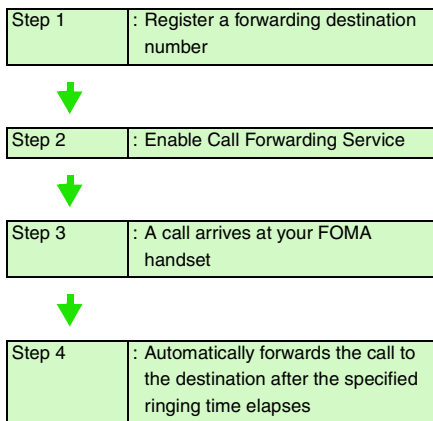 Step 1 : Register a forwarding destination
number
Step 2 : Enable Call Forwarding Service
Step 3 : A call arrives at your FOMA
handset
Step 4 : Automatically forwards the call to
the destination after the specified
ringing time elapses